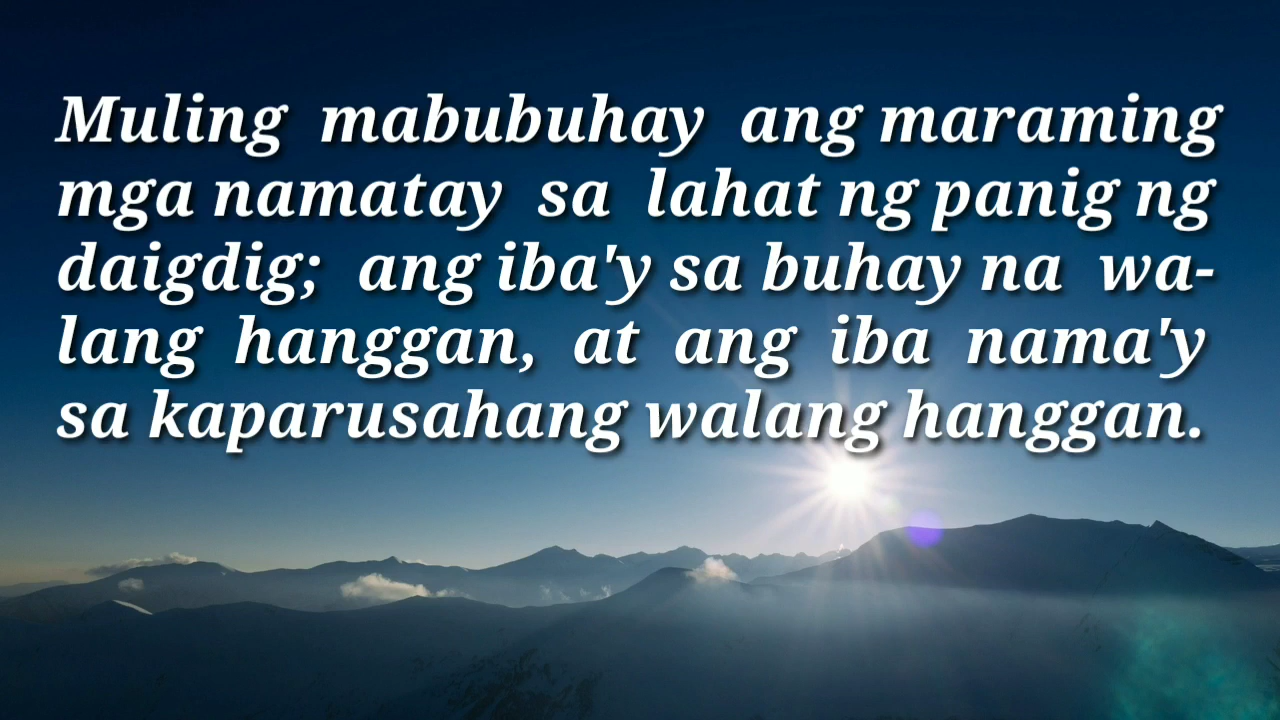 Muling mabubuhay ang maraming
mga namatay sa lahat ng panig ng
daigdig; ang iba'y sa buhay na wa-
lang hanggan, at ang iba nama'y
sa kaparusahang walang hanggan.